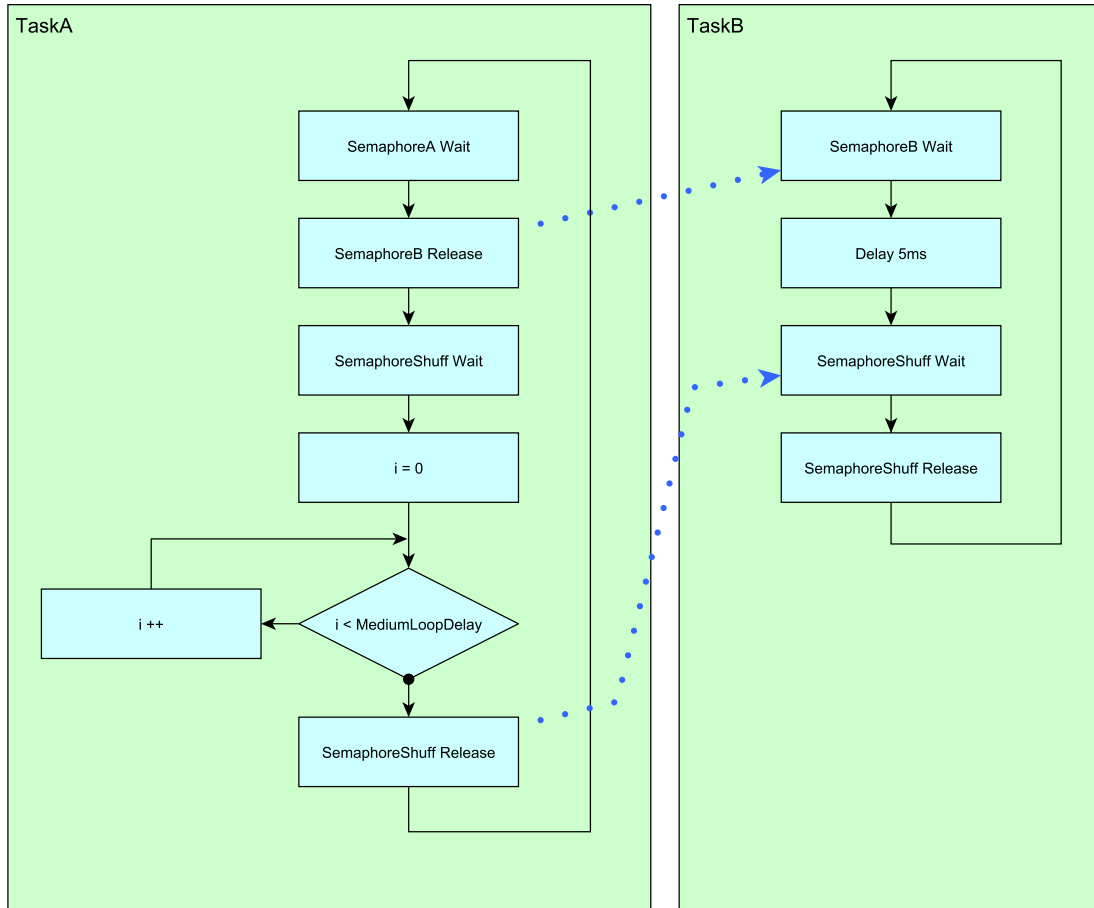 TaskA
SemaphoreA Wait
SemaphoreB Release
SemaphoreShuff Wait
i = 0
i ++
i < MediumLoopDelay
SemaphoreShuff Release
TaskB
SemaphoreB Wait
Delay 5ms
SemaphoreShuff Wait
SemaphoreShuff Release